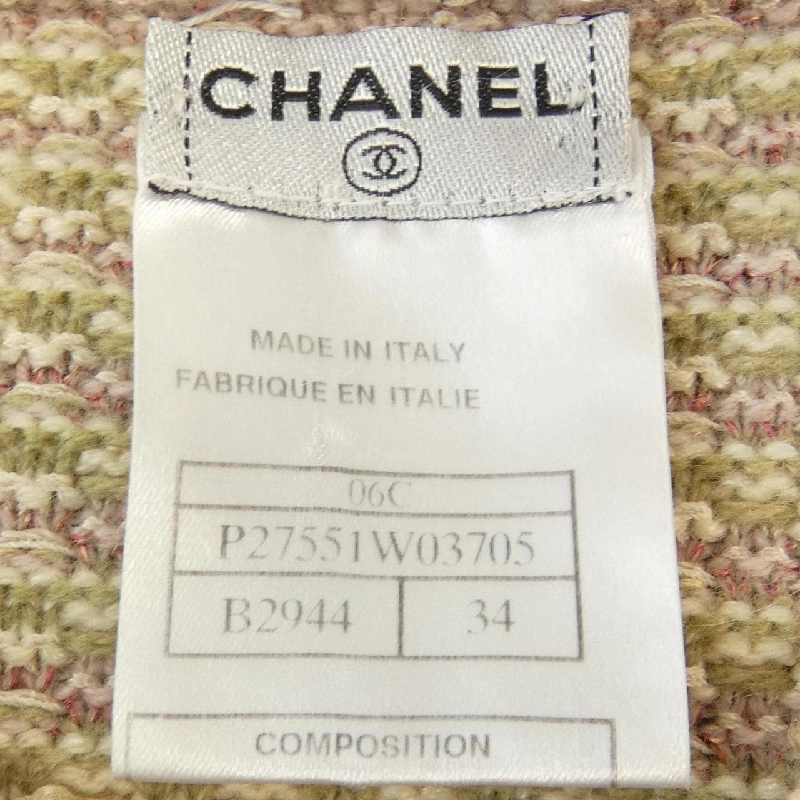 CHANEL
MADE IN ITALY
FABRIQUE EN ITALIE
06C
P27551W03705
B2944 34
COMPOSITION